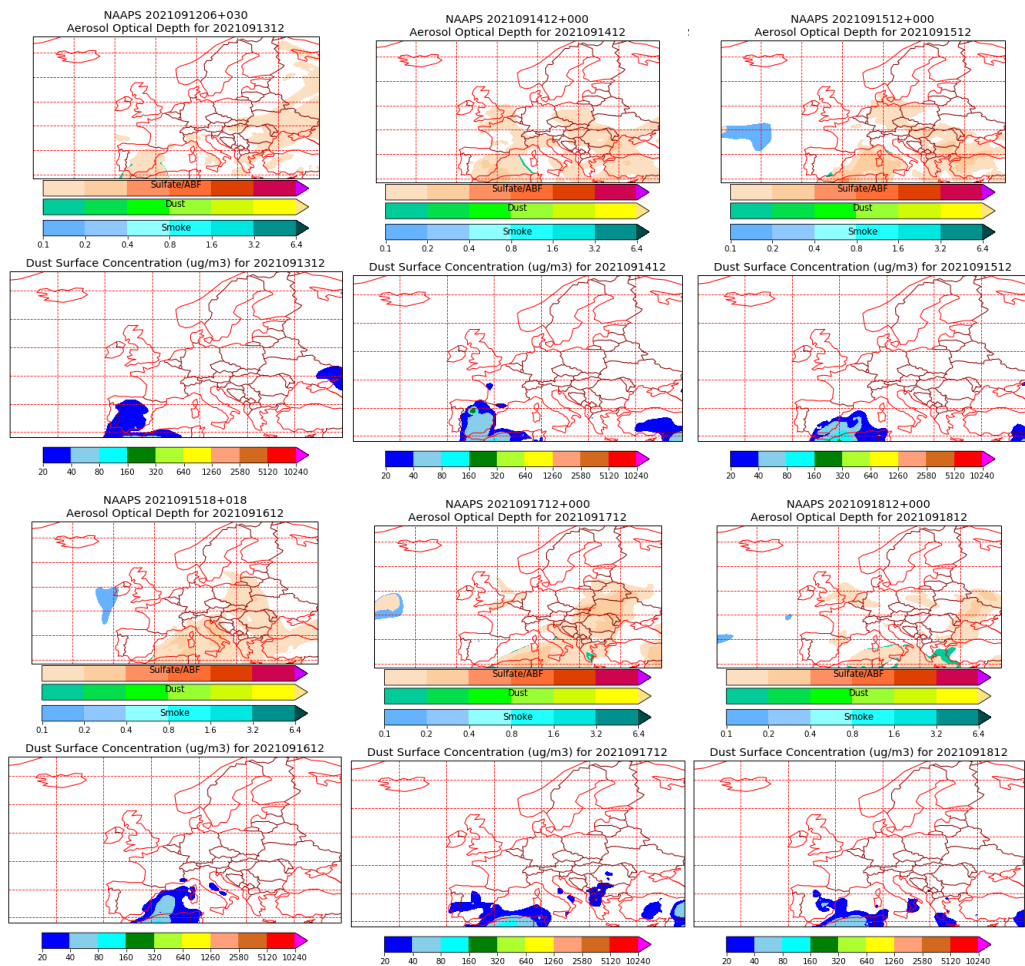 NAAPS 2021091206+030
Aerosol Optical Depth for 2021091312
Sulfate/ABF
Dust
Smoke
0.1 0.2 0.4 0.8 1.6 3.2 6.4
NAAPS 2021091412+000
Aerosol Optical Depth for 2021091412
Sulfate/ABF
Dust
Smoke
0.1 0.2 0.4 0.8 1.6 3.2 6.4
NAAPS 2021091512+000
Aerosol Optical Depth for 2021091512
Sulfate/ABF
Dust
Smoke
0.1 0.2 0.4 0.8 1.6 3.2 6.4
Dust Surface Concentration (ug/m3) for 2021091312
20 40 80 160 320 640 1260 2580 5120 10240
Dust Surface Concentration (ug/m3) for 2021091412
20 40 80 160 320 640 1260 2580 5120 10240
Dust Surface Concentration (ug/m3) for 2021091512
20 40 80 160 320 640 1260 2580 5120 10240
NAAPS 2021091518+018
Aerosol Optical Depth for 2021091612
Sulfate/ABF
Dust
Smoke
0.1 0.2 0.4 0.8 1.6 3.2 6.4
NAAPS 2021091712+000
Aerosol Optical Depth for 2021091712
Sulfate/ABF
Dust
Smoke
0.1 0.2 0.4 0.8 1.6 3.2 6.4
NAAPS 2021091812+000
Aerosol Optical Depth for 2021091812
Sulfate/ABF
Dust
Smoke
0.1 0.2 0.4 0.8 1.6 3.2 6.4
Dust Surface Concentration (ug/m3) for 2021091612
20 40 80 160 320 640 1260 2580 5120 10240
Dust Surface Concentration (ug/m3) for 2021091712
20 40 80 160 320 640 1260 2580 5120 10240
Dust Surface Concentration (ug/m3) for 2021091812
20 40 80 160 320 640 1260 2580 5120 10240